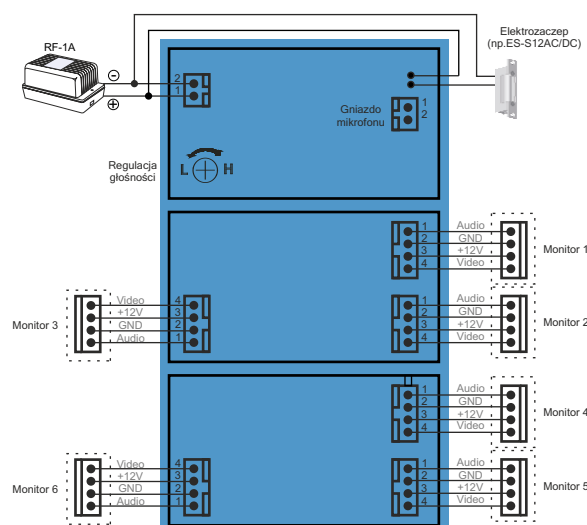 RF-1A
Elektrozaczep
(np.ES-S12AC/DC)
2
1
Gniazdo
mikrofonu
1
2
Regulacja
głośności
L H
1 Audio
2 GND
3 +12V
4 Video
Monitor 1
Monitor 3
Video 4
+12V 3
GND 2
Audio 1
1 Audio
2 GND
3 +12V
4 Video
Monitor 2
1 Audio
2 GND
3 +12V
4 Video
Monitor 4
Monitor 6
Video 4
+12V 3
GND 2
Audio 1
1 Audio
2 GND
3 +12V
4 Video
Monitor 5